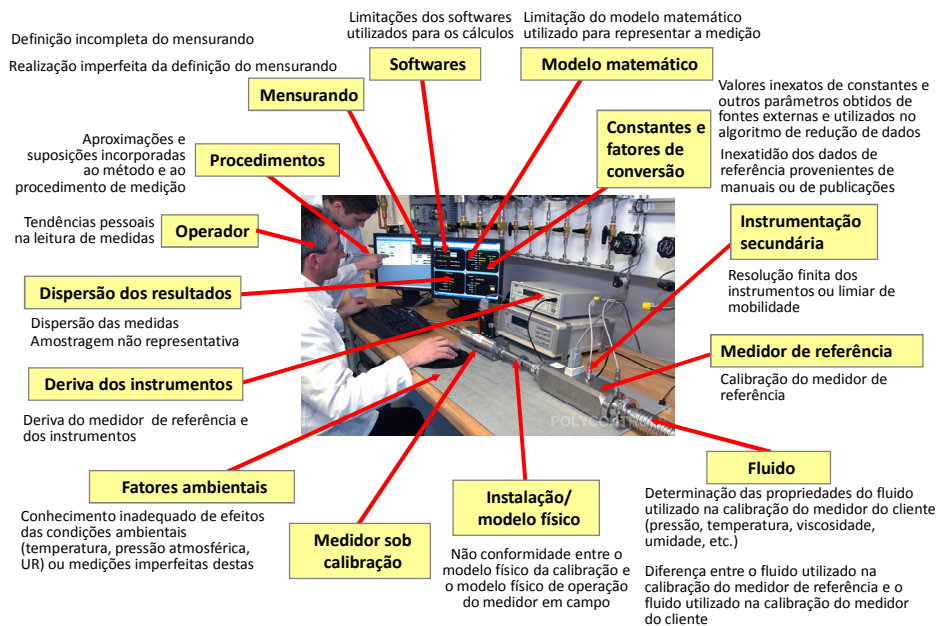 Limitações dos softwares
utilizados para os cálculos
Limitação do modelo matemático
utilizado para representar a medição
Definição incompleta do mensurando
Realização imperfeita da definição do mensurando
Softwares
Modelo matemático
Mensurando
Valores inexatos de constantes e
outros parâmetros obtidos de
fontes externas e utilizados no
algoritmo de redução de dados
Constantes e
fatores de
conversão
Inexatidão dos dados de
referência provenientes de
manuais ou de publicações
Aproximações e
suposições incorporadas
ao método e ao
procedimento de medição
Procedimentos
Tendências pessoais
na leitura de medidas
Operador
Instrumentação
secundária
Resolução finita dos
instrumentos ou limiar de
mobilidade
Dispersão dos resultados
Dispersão das medidas
Amostragem não representativa
Medidor de referência
Calibração do medidor de
referência
Deriva dos instrumentos
Deriva do medidor de referência e
dos instrumentos
Fatores ambientais
Conhecimento inadequado de efeitos
das condições ambientais
(temperatura, pressão atmosférica,
UR) ou medições imperfeitas destas
Medidor sob
calibração
Instalação/
modelo físico
Não conformidade entre o
modelo físico da calibração e
o modelo físico de operação
do medidor em campo
Fluido
Determinação das propriedades do fluido
utilizado na calibração do medidor do cliente
(pressão, temperatura, viscosidade,
umidade, etc.)
Diferença entre o fluido utilizado na
calibração do medidor de referência e o
fluido utilizado na calibração do medidor
do cliente